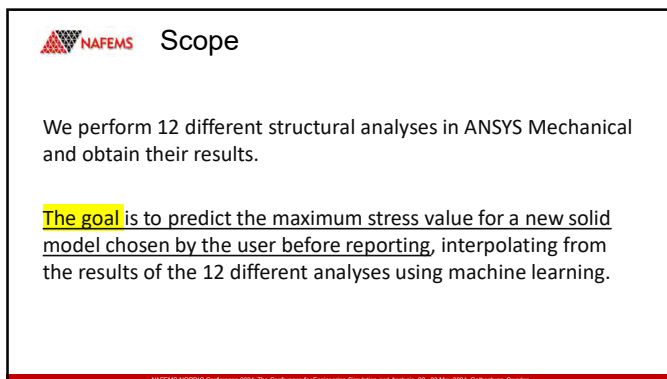 NAFEMS Scope
We perform 12 different structural analyses in ANSYS Mechanical
and obtain their results.
The goal is to predict the maximum stress value for a new solid
model chosen by the user before reporting, interpolating from
the results of the 12 different analyses using machine learning.